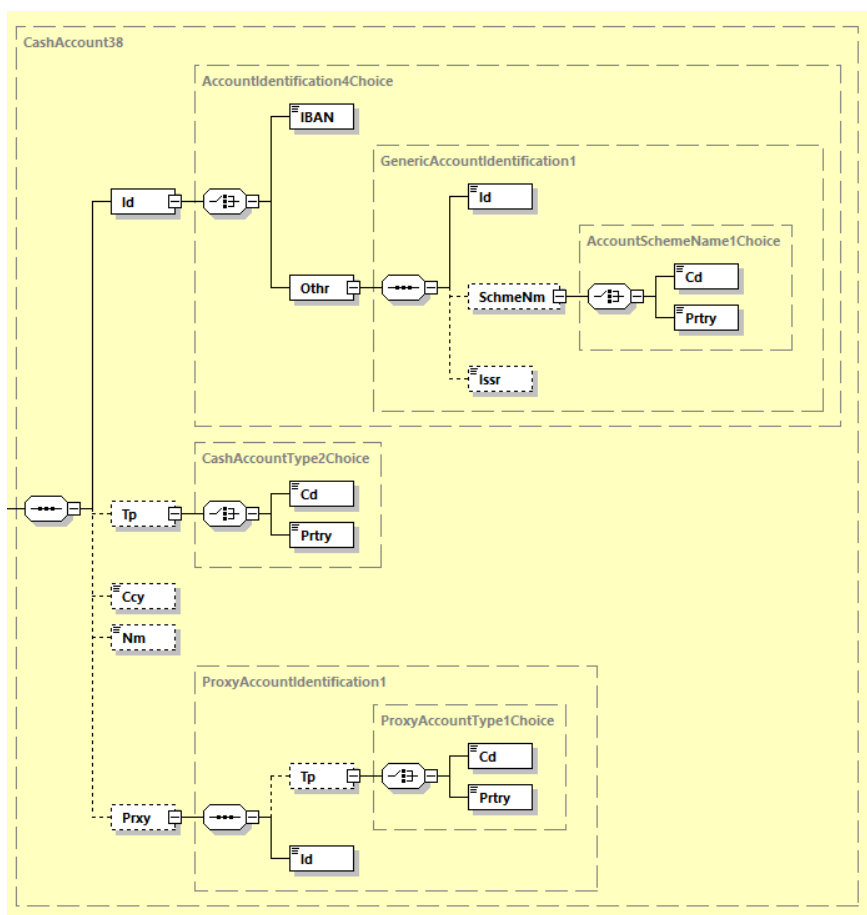 CashAccount38
AccountIdentification4Choice
IBAN
GenericAccountIdentification1
Id
Id
AccountSchemeName1Choice
Cd
Othr
SchmeNm
Prtry
Issr
CashAccountType2Choice
Cd
Tp
Prtry
Ccy
Nm
ProxyAccountIdentification1
ProxyAccountType1Choice
Cd
Tp
Prtry
Prxy
Id